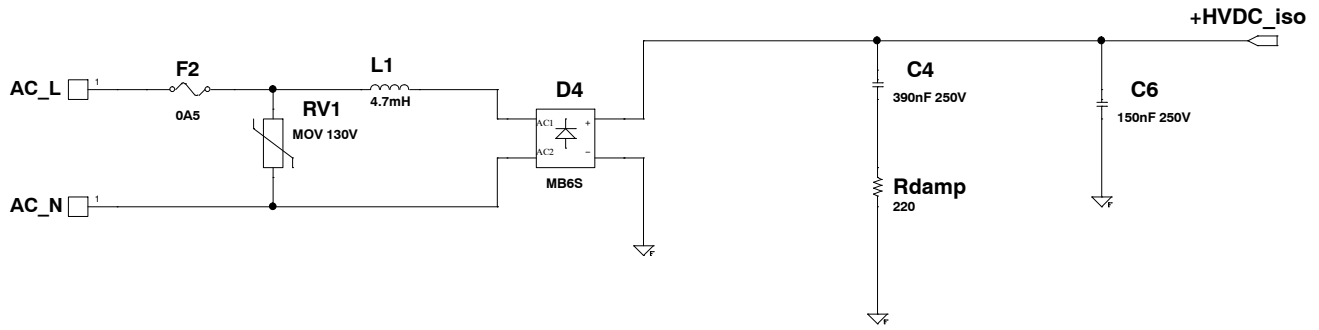 +HVDC_iso
AC_L
1
F2
0A5
L1
4.7mH
RV1
MOV 130V
D4
AC1
+
AC2
−
MB6S
C4
390nF 250V
C6
150nF 250V
AC_N
1
Rdamp
220
F
F
F